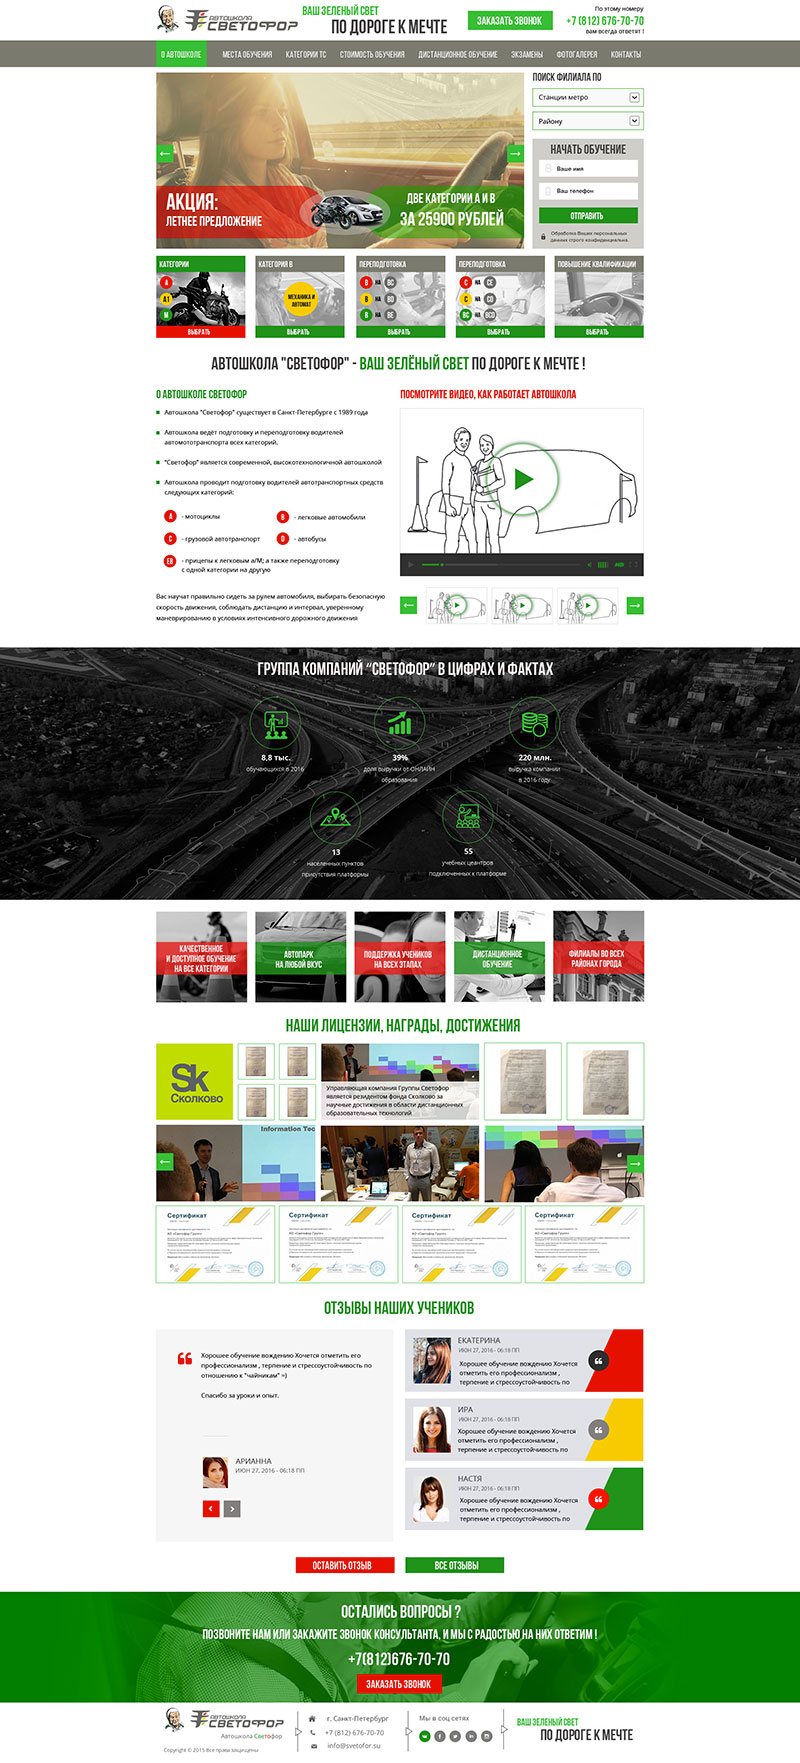 АВТОШКОЛА
СВЕТОФОР
ВАШ ЗЕЛЕНЫЙ СВЕТ
ПО ДОРОГЕ К МЕЧТЕ
ЗАКАЗАТЬ ЗВОНОК
По этому номеру
+7 (812) 676-70-70
вам всегда ответят !
О АВТОШКОЛЕ
МЕСТА ОБУЧЕНИЯ
КАТЕГОРИИ ТС
СТОИМОСТЬ ОБУЧЕНИЯ
ДИСТАНЦИОННОЕ ОБУЧЕНИЕ
ЭКЗАМЕНЫ
ФОТОГАЛЕРЕЯ
КОНТАКТЫ
АКЦИЯ:
ЛЕТНЕЕ ПРЕДЛОЖЕНИЕ
ДВЕ КАТЕГОРИИ А И В
ЗА 25900 РУБЛЕЙ
ПОИСК ФИЛИАЛА ПО
Станции метро
Району
НАЧАТЬ ОБУЧЕНИЕ
Ваше имя
Ваш телефон
ОТПРАВИТЬ
Обработка Ваших персональных
данных строго конфиденциальна
КАТЕГОРИИ
A
A1
M
ВЫБРАТЬ
КАТЕГОРИЯ В
МЕХАНИКА И
АВТОМАТ
ВЫБРАТЬ
ПЕРЕПОДГОТОВКА
B НА BC
B НА BD
B НА BE
ВЫБРАТЬ
ПЕРЕПОДГОТОВКА
C НА CE
C НА CD
BC НА BCD
ВЫБРАТЬ
ПОВЫШЕНИЕ КВАЛИФИКАЦИИ
ВЫБРАТЬ
АВТОШКОЛА "СВЕТОФОР" - ВАШ ЗЕЛЁНЫЙ СВЕТ ПО ДОРОГЕ К МЕЧТЕ !
О АВТОШКОЛЕ СВЕТОФОР
Автошкола "Светофор" существует в Санкт-Петербурге с 1989 года
Автошкола ведёт подготовку и переподготовку водителей
автомототранспорта всех категорий.
"Светофор" является современной, высокотехнологичной автошколой
Автошкола проводит подготовку водителей автотранспортных средств
следующих категорий:
A - мотоциклы
B - легковые автомобили
C - грузовой автотранспорт
D - автобусы
EB - прицепы к легковым а/М; а также переподготовку
с одной категории на другую
Вас научат правильно сидеть за рулем автомобиля, выбирать безопасную
скорость движения, соблюдать дистанцию и интервал, уверенному
маневрированию в условиях интенсивного дорожного движения
ПОСМОТРИТЕ ВИДЕО, КАК РАБОТАЕТ АВТОШКОЛА
ГРУППА КОМПАНИЙ “СВЕТОФОР” В ЦИФРАХ И ФАКТАХ
8,8 тыс.
обучающихся в 2016
39%
доля выручки от ОНЛАЙН
образования
220 млн.
выручка компании
в 2016 году
13
населенных пунктов
присутствия платформы
55
учебных цеантров
подключенных к платформе
КАЧЕСТВЕННОЕ
И ДОСТУПНОЕ ОБУЧЕНИЕ
НА ВСЕ КАТЕГОРИИ
АВТОПАРК
НА ЛЮБОЙ ВКУС
ПОДДЕРЖКА УЧЕНИКОВ
НА ВСЕХ ЭТАПАХ
ДИСТАНЦИОННОЕ
ОБУЧЕНИЕ
ФИЛИАЛЫ ВО ВСЕХ
РАЙОНАХ ГОРОДА
НАШИ ЛИЦЕНЗИИ, НАГРАДЫ, ДОСТИЖЕНИЯ
Sk
Сколково
Управляющая компания Группы Светофор
является резидентом фонда Сколково за
научные достижения в области дистанционных
образовательных технологий
Information Tec
Сертификат
Сертификат
Сертификат
Сертификат
ОТЗЫВЫ НАШИХ УЧЕНИКОВ
Хорошее обучение вождению Хочется отметить его
профессионализм , терпение и стрессоустойчивость по
отношению к "чайникам" =)
Спасибо за уроки и опыт.
АРИАННА
ИЮН 27, 2016 - 06:18 ПП
ЕКАТЕРИНА
ИЮН 27, 2016 - 06:18 ПП
Хорошее обучение вождению Хочется
отметить его профессионализм ,
терпение и стрессоустойчивость по
ИРА
ИЮН 27, 2016 - 06:18 ПП
Хорошее обучение вождению Хочется
отметить его профессионализм ,
терпение и стрессоустойчивость по
НАСТЯ
ИЮН 27, 2016 - 06:18 ПП
Хорошее обучение вождению Хочется
отметить его профессионализм ,
терпение и стрессоустойчивость по
ОСТАВИТЬ ОТЗЫВ
ВСЕ ОТЗЫВЫ
ОСТАЛИСЬ ВОПРОСЫ ?
ПОЗВОНИТЕ НАМ ИЛИ ЗАКАЖИТЕ ЗВОНОК КОНСУЛЬТАНТА, И МЫ С РАДОСТЬЮ НА НИХ ОТВЕТИМ !
+7(812)676-70-70
ЗАКАЗАТЬ ЗВОНОК
АВТОШКОЛА
СВЕТОФОР
Автошкола Светофор
Copyright © 2015 Все права защищены
г. Санкт-Петербург
+7 (812) 676-70-70
info@svetofor.su
Мы в соц сетях
ВАШ ЗЕЛЕНЫЙ СВЕТ
ПО ДОРОГЕ К МЕЧТЕ